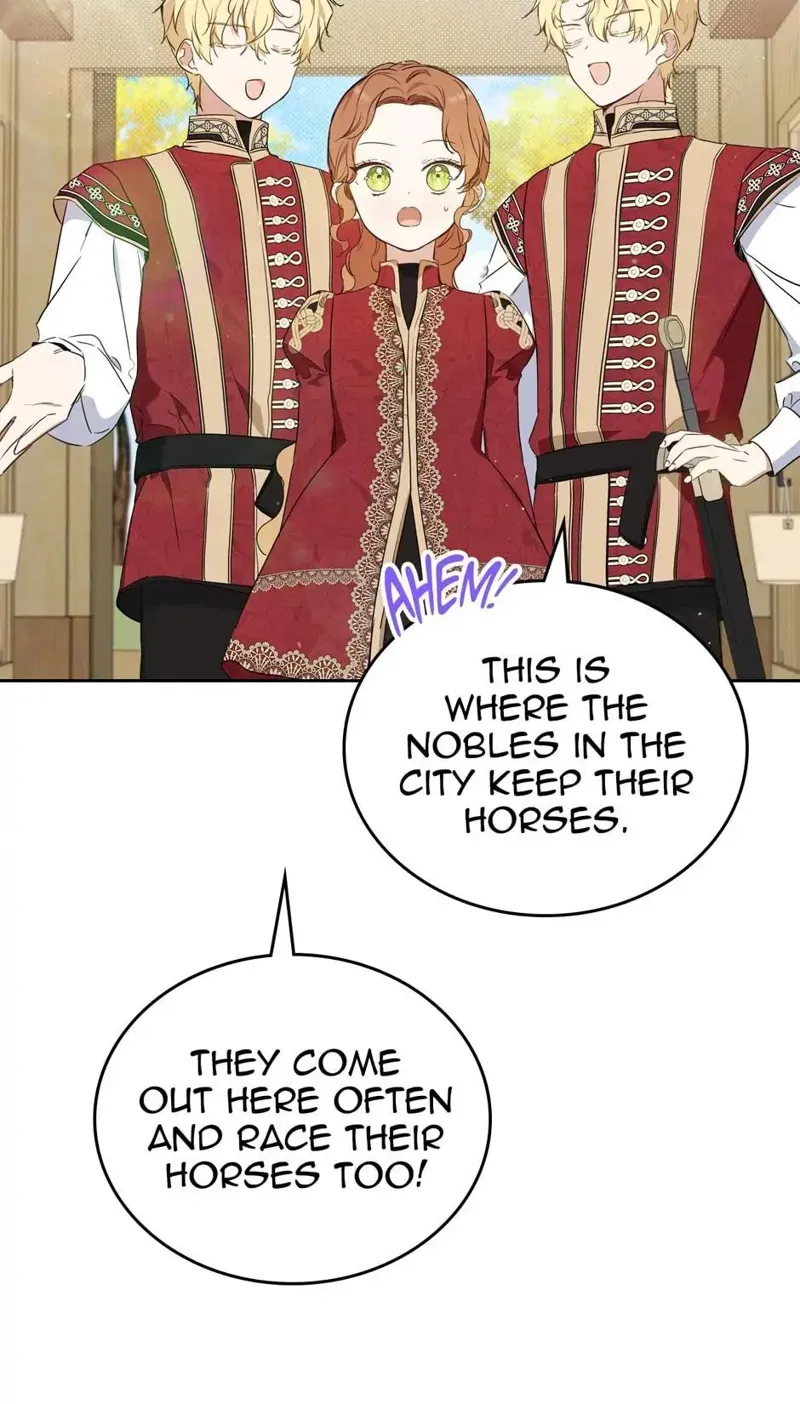 AHEM!
THIS IS
WHERE THE
NOBLES IN THE
CITY KEEP THEIR
HORSES.
THEY COME
OUT HERE OFTEN
AND RACE THEIR
HORSES TOO!